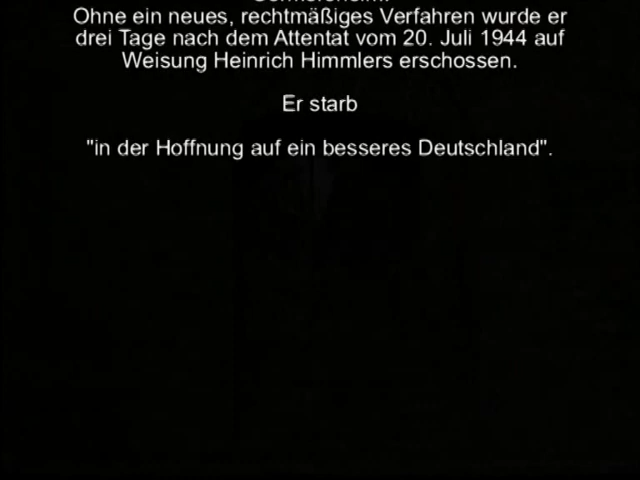 Ohne ein neues, rechtmäßiges Verfahren wurde er
drei Tage nach dem Attentat vom 20. Juli 1944 auf
Weisung Heinrich Himmlers erschossen.
Er starb
"in der Hoffnung auf ein besseres Deutschland".